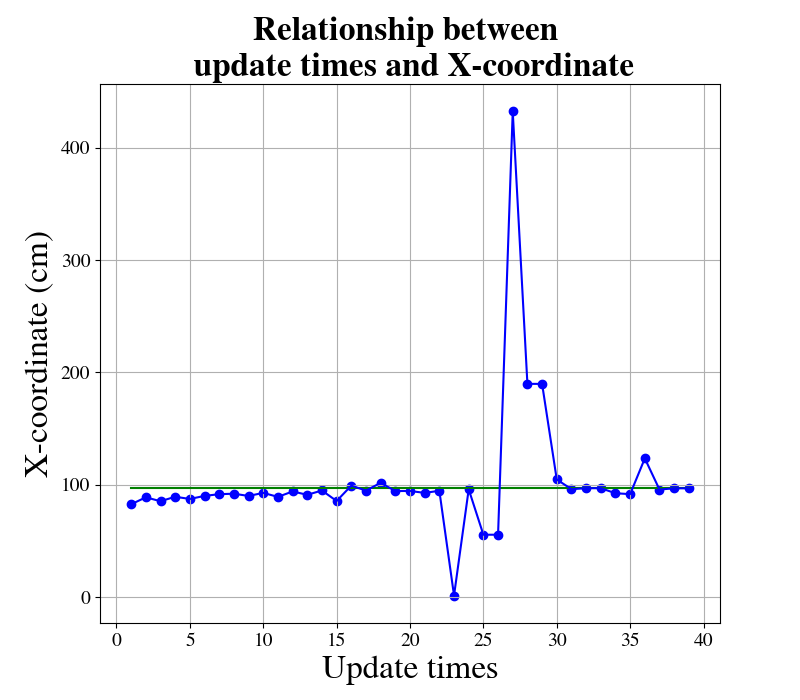 Relationship between
update times and X-coordinate
X-coordinate (cm)
400
300
200
100
0
0 5 10 15 20 25 30 35 40
Update times